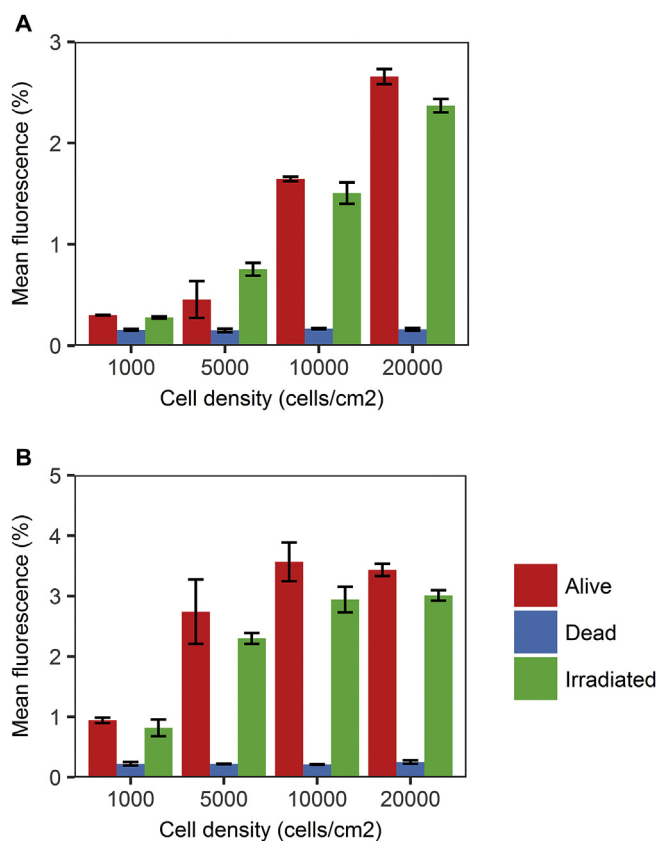 A
Mean fluorescence (%)
3
2
1
0
1000 5000 10000 20000
Cell density (cells/cm2)
B
Mean fluorescence (%)
5
4
3
2
1
0
1000 5000 10000 20000
Cell density (cells/cm2)
Alive
Dead
Irradiated